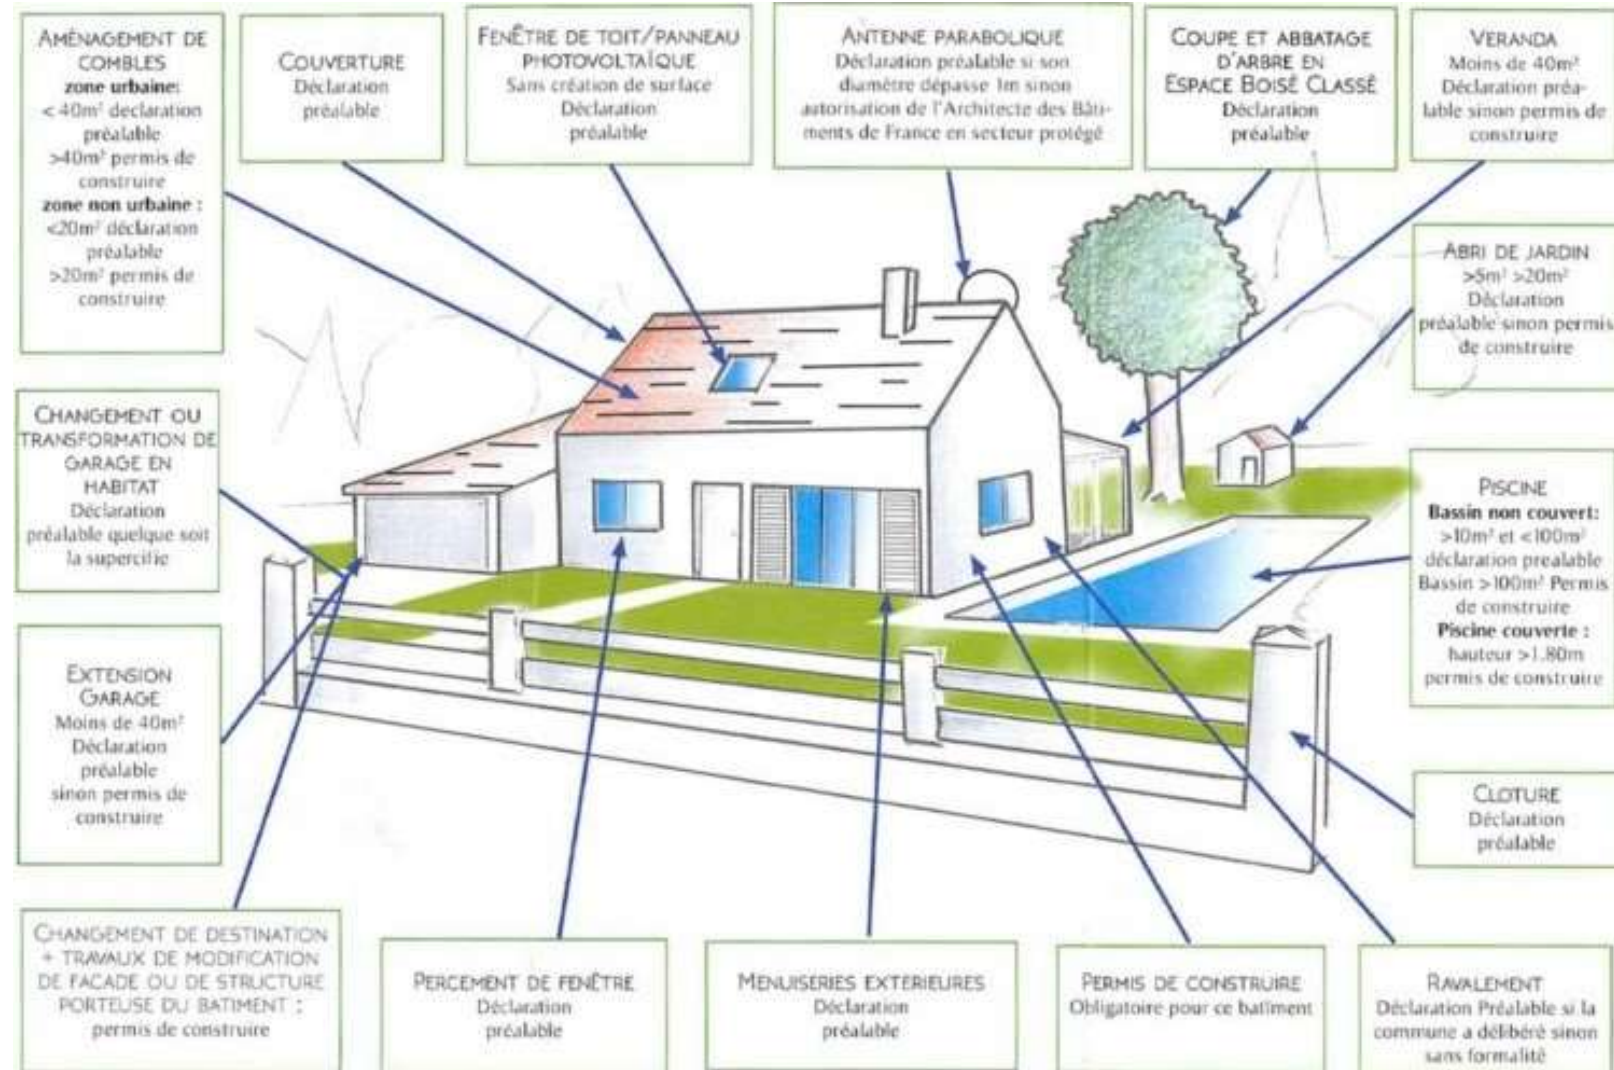 AMÉNAGEMENT DE
COMBLES
zone urbaine:
< 40m² declaration
préalable
>40m² permis de
construire
zone non urbaine :
<20m² déclaration
préalable
>20m² permis de
construire
COUVERTURE
Déclaration
préalable
FENÊTRE DE TOIT/PANNEAU
PHOTOVOLTAÏQUE
Sans création de surface
Déclaration
préalable
ANTENNE PARABOLIQUE
Déclaration préalable si son
diamètre dépasse 1m sinon
autorisation de l'Architecte des Bâti-
ments de France en secteur protégé
COUPE ET ABBATAGE
D'ARBRE EN
ESPACE BOISÉ CLASSÉ
Déclaration
préalable
VERANDA
Moins de 40m²
Déclaration préa-
lable sinon permis de
construire
ABRI DE JARDIN
>5m² >20m²
Déclaration
préalable sinon permis
de construire
CHANGEMENT OU
TRANSFORMATION DE
GARAGE EN
HABITAT
Déclaration
préalable quelque soit
la supercifie
PISCINE
Bassin non couvert:
>10m² et <100m²
déclaration prealable
Bassin >100m² Permis
de construire
Piscine couverte :
hauteur >1.80m
permis de construire
EXTENSION
GARAGE
Moins de 40m²
Déclaration
préalable
sinon permis de
construire
CLOTURE
Déclaration
préalable
CHANGEMENT DE DESTINATION
+ TRAVAUX DE MODIFICATION
DE FACADE OU DE STRUCTURE
PORTEUSE DU BATIMENT :
permis de construire
PERCEMENT DE FENÊTRE
Déclaration
préalable
MENUISERIES EXTERIEURES
Déclaration
préalable
PERMIS DE CONSTRUIRE
Obligatoire pour ce batiment
RAVALEMENT
Déclaration Préalable si la
commune a délibéré sinon
sans formalité